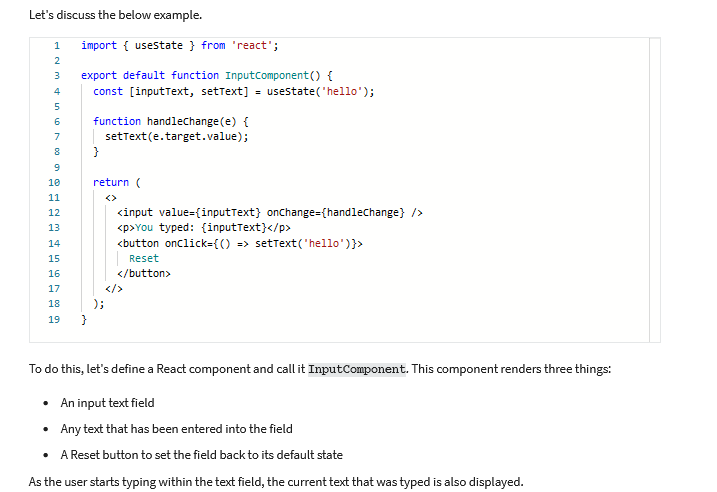 Let's discuss the below example.
1 import { useState } from 'react';
2
3 export default function InputComponent() {
4 const [inputText, setText] = useState('hello');
5
6 function handleChange(e) {
7 setText(e.target.value);
8 }
9
10 return (
11 <>
12 <input value={inputText} onChange={handleChange} />
13 <p>You typed: {inputText}</p>
14 <button onClick={() => setText('hello')}>
15 Reset
16 </button>
17 </>
18 );
19 }
To do this, let's define a React component and call it InputComponent. This component renders three things:
• An input text field
• Any text that has been entered into the field
• A Reset button to set the field back to its default state
As the user starts typing within the text field, the current text that was typed is also displayed.